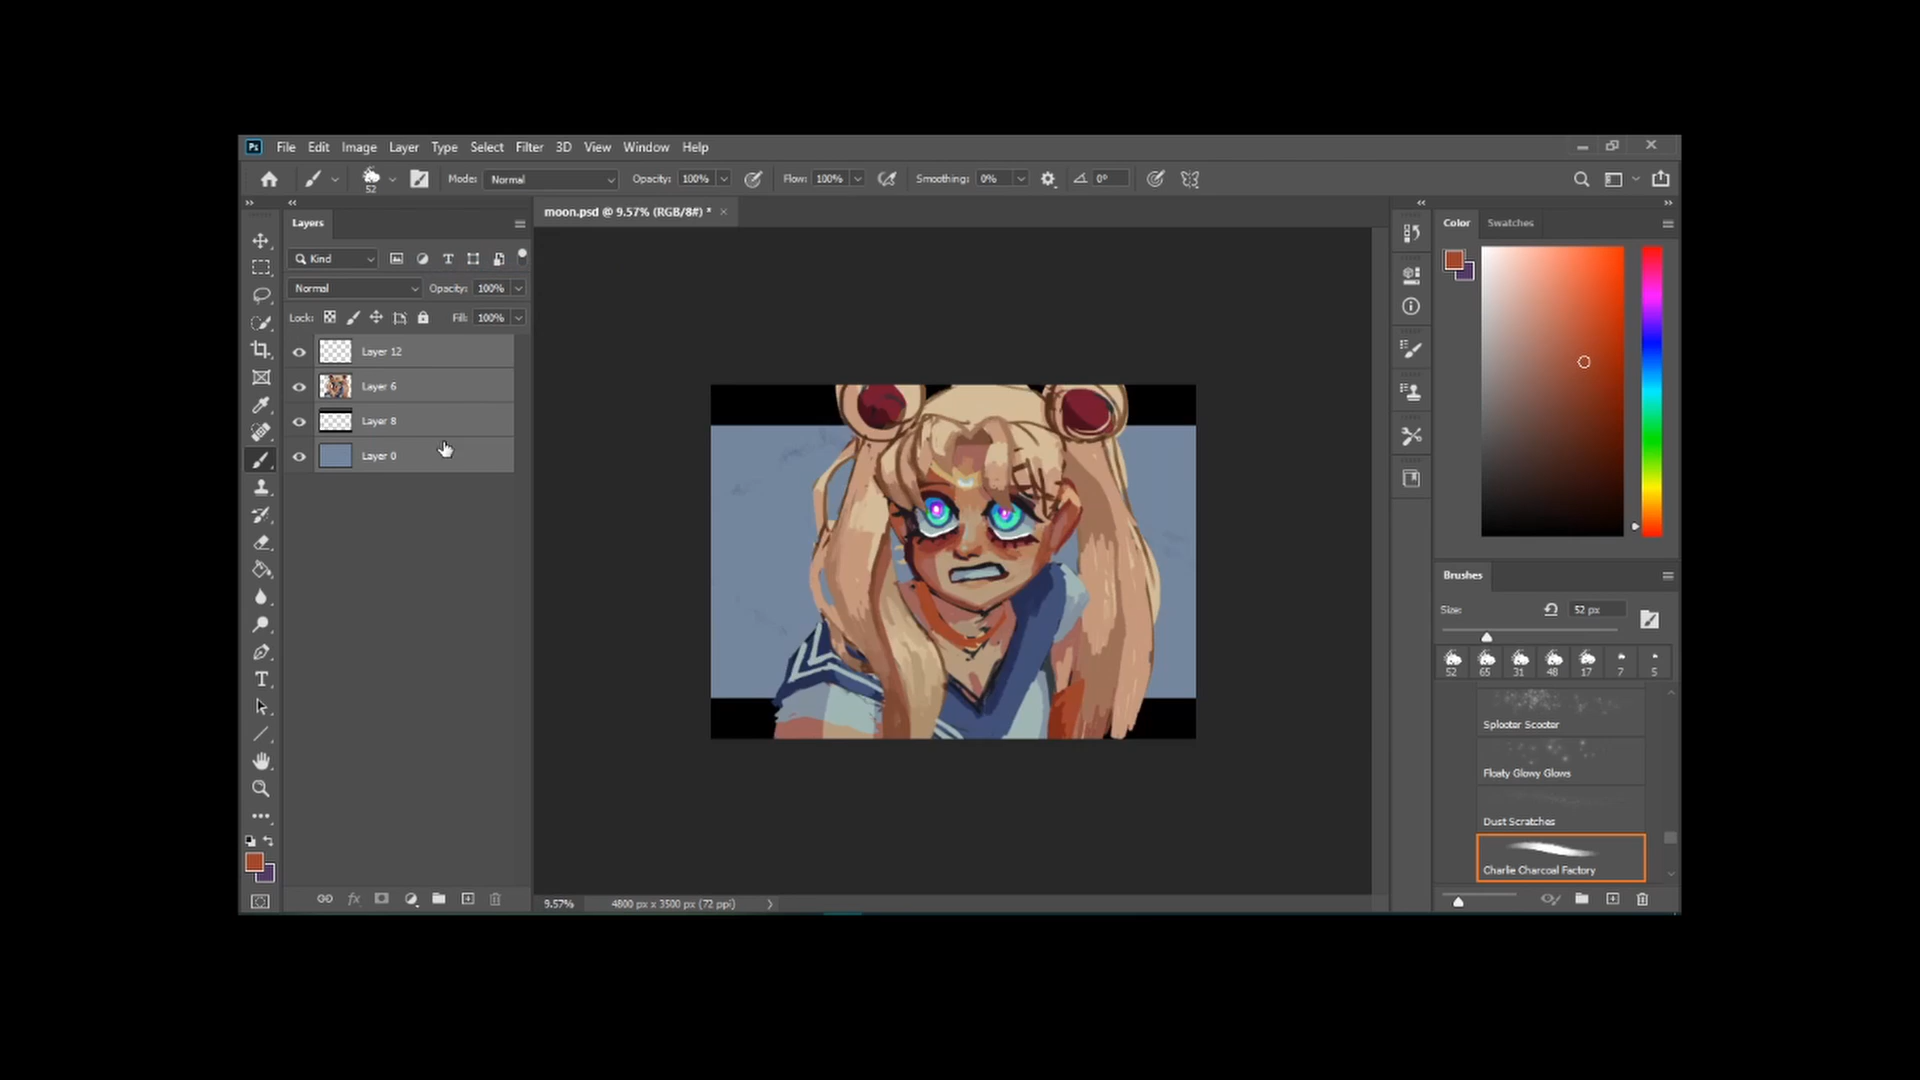 Ps File Edit Image Layer Type Select Filter 3D View Window Help
52 Mode: Normal Opacity: 100% Flow: 100% Smoothing: 0% 0°
Layers
moon.psd @ 9.57% (RGB/8#) *
Color Swatches
Kind
Normal Opacity: 100%
Lock: Fill: 100%
Layer 12
Layer 6
Layer 8
Layer 0
Brushes
Size: 52 px
52 65 31 48 17 7 5
Splooter Scooter
Floaty Glowy Glows
Dust Scratches
Charlie Charcoal Factory
9.57% 4800 px x 3500 px (72 ppi)